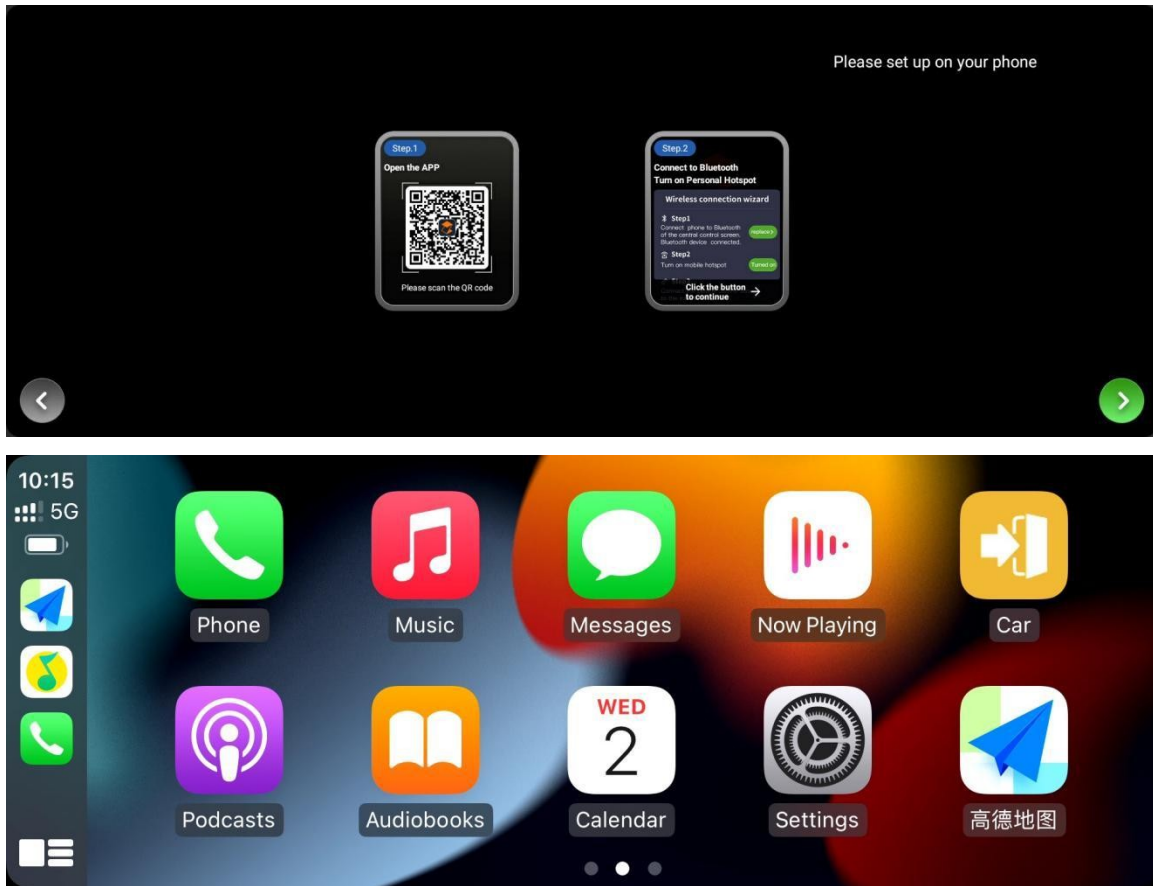 Please set up on your phone
Step.1
Open the APP
Please scan the QR code
Step.2
Connect to Bluetooth
Turn on Personal Hotspot
Wireless connection wizard
Step1
Connect phone to Bluetooth
of the central control screen.
Bluetooth device connected.
replace>
Step2
Turn on mobile hotspot
Turned on
Click the button
to continue
10:15
5G
Phone
Music
Messages
Now Playing
Car
WED
2
Podcasts
Audiobooks
Calendar
Settings
高德地图